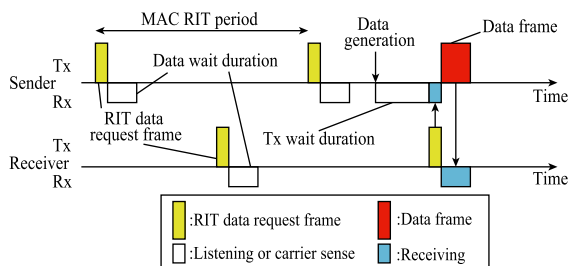 MAC RIT period
Data
generation
Data frame
Tx
Sender
Rx
Data wait duration
Time
RIT data
request frame
Tx wait duration
Tx
Receiver
Rx
Time
:RIT data request frame
:Data frame
:Listening or carrier sense
:Receiving